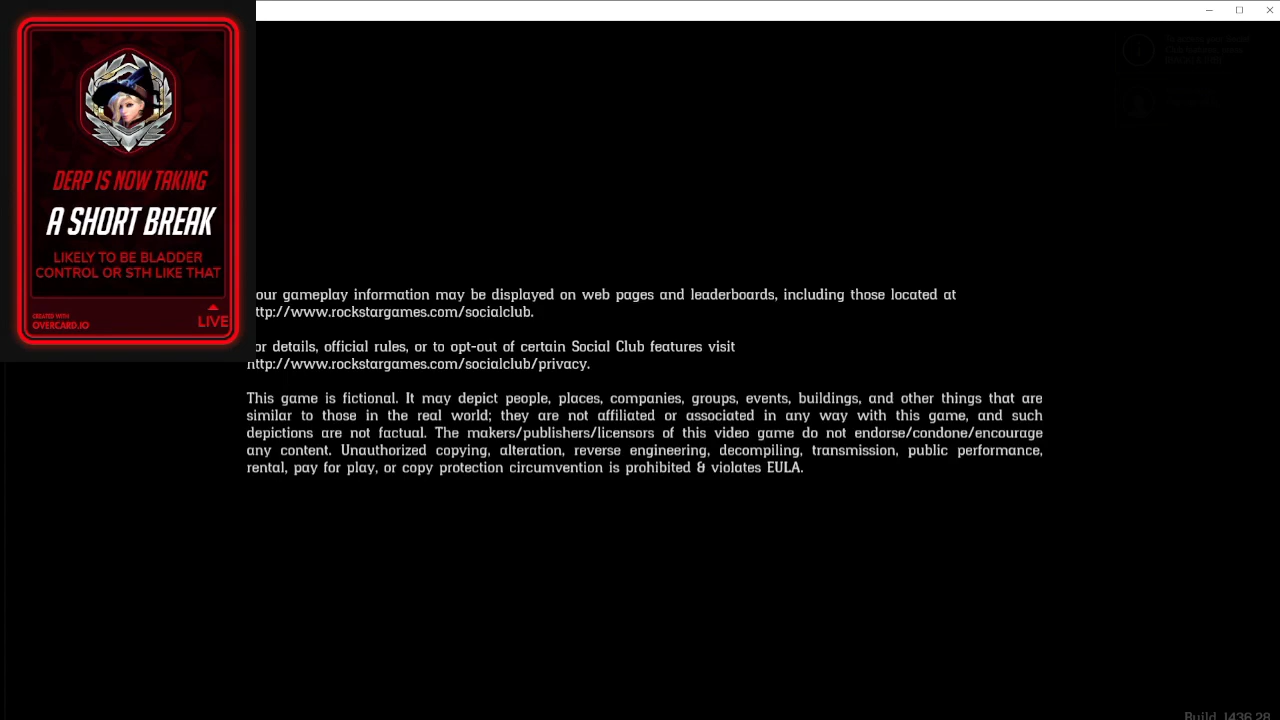 DERP IS NOW TAKING
A SHORT BREAK
LIKELY TO BE BLADDER
CONTROL OR STH LIKE THAT
CREATED WITH
OVERCARD.IO
LIVE
our gameplay information may be displayed on web pages and leaderboards, including those located at
ttp://www.rockstargames.com/socialclub.
or details, official rules, or to opt-out of certain Social Club features visit
http://www.rockstargames.com/socialclub/privacy.
This game is fictional. It may depict people, places, companies, groups, events, buildings, and other things that are
similar to those in the real world; they are not affiliated or associated in any way with this game, and such
depictions are not factual. The makers/publishers/licensors of this video game do not endorse/condone/encourage
any content. Unauthorized copying, alteration, reverse engineering, decompiling, transmission, public performance,
rental, pay for play, or copy protection circumvention is prohibited & violates EULA.
Build 1436.28